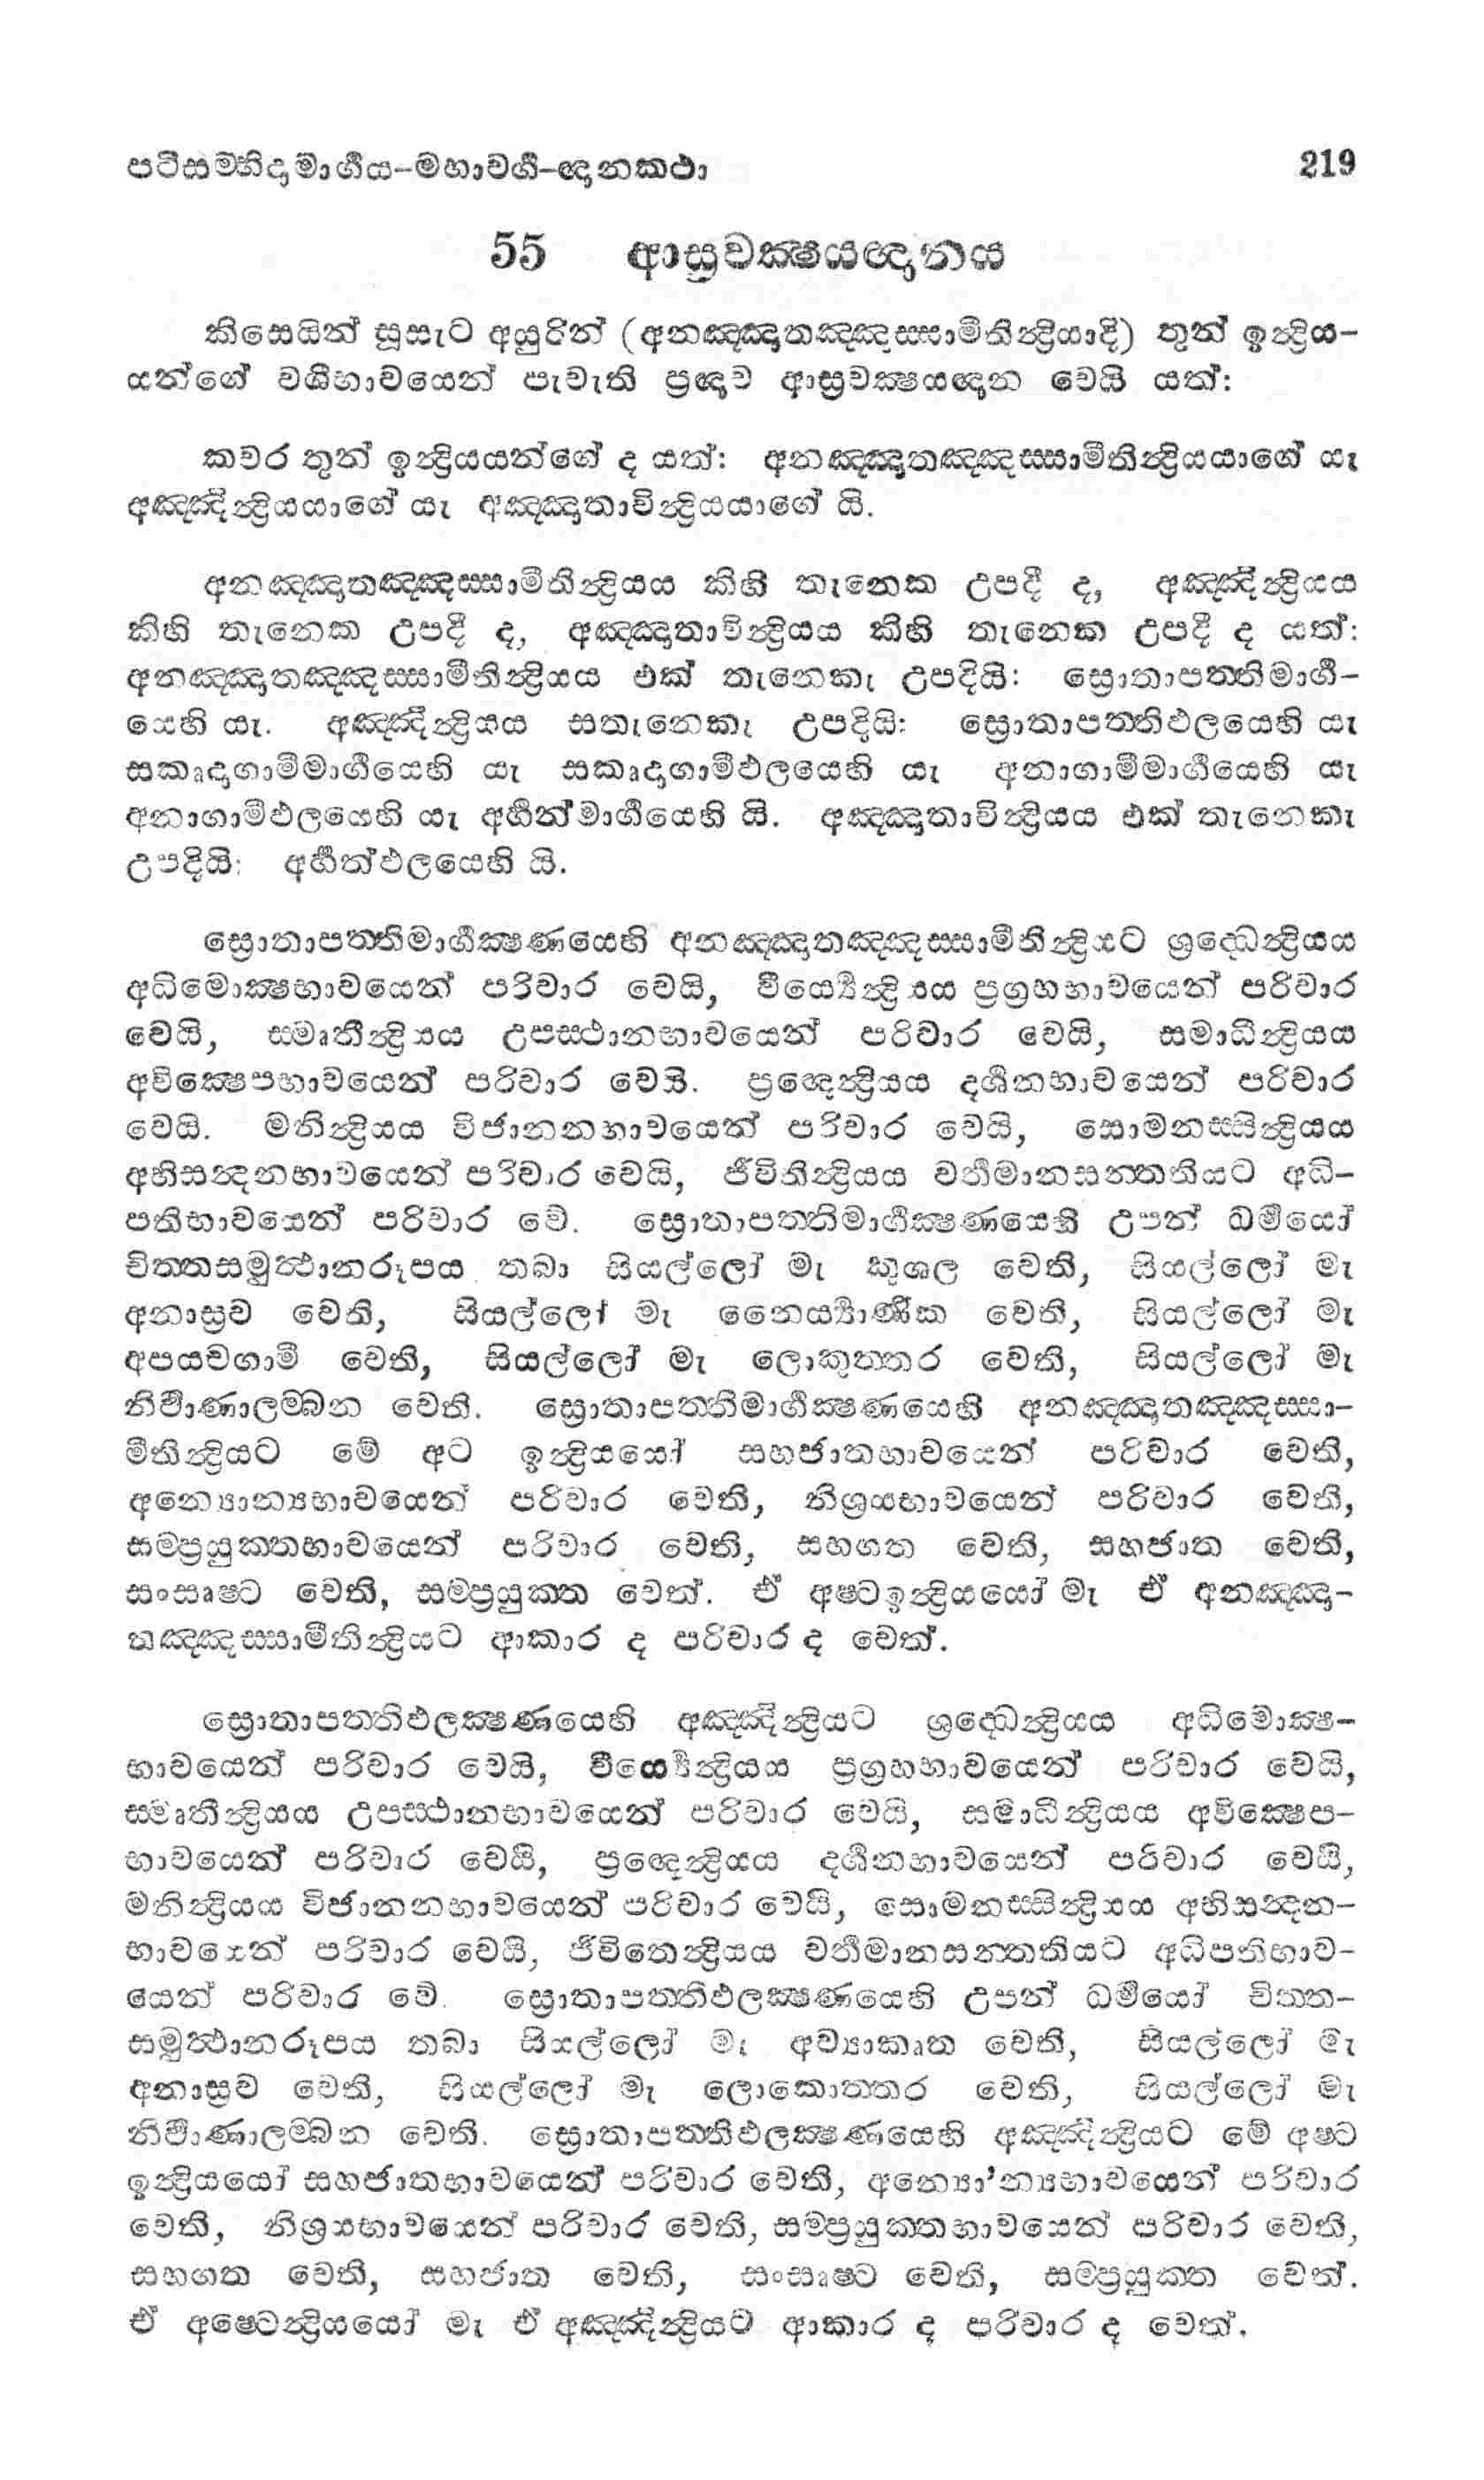 පටිසම්භිදාමාර්‍ගය-මහාවර්‍ග-ඥානකථා 219
55 ආස්‍රවක්‍ෂයඥානය
කිසෙයින් සූසැට අයුරින් (අනඤ්ඤාතඤ්ඤස්සාමීතින්‍ද්‍රියාදි) තුන් ඉන්‍ද්‍රිය-
යන්ගේ වශීභාවයෙන් පැවැති ප්‍රඥාව ආස්‍රවක්‍ෂයඥාන වෙයි යත්:
කවර තුන් ඉන්‍ද්‍රියයන්ගේ ද යත්: අනඤ්ඤාතඤ්ඤස්සාමීතින්‍ද්‍රියයාගේ යැ
අඤ්ඤින්‍ද්‍රියයාගේ යැ අඤ්ඤාතාවින්‍ද්‍රියයාගේ යි.
අනඤ්ඤාතඤ්ඤස්සාමීතින්‍ද්‍රියය කිහි තැනෙක උපදී ද, අඤ්ඤින්‍ද්‍රියය
කිහි තැනෙක උපදී ද, අඤ්ඤාතාවින්‍ද්‍රියය කිහි තැනෙක උපදී ද යත්:
අනඤ්ඤාතඤ්ඤස්සාමීතින්‍ද්‍රියය එක් තැනෙකැ උපදියි: ස්‍රොතාපත්තිමාර්‍ග-
යෙහි යැ. අඤ්ඤින්‍ද්‍රියය සතැනෙකැ උපදියි: ස්‍රොතාපත්තිඵලයෙහි යැ
සකෘදාගාමීමාර්‍ගයෙහි යැ සකෘදාගාමීඵලයෙහි යැ අනාගාමීමාර්‍ගයෙහි යැ
අනාගාමීඵලයෙහි යැ අර්‍හත්මාර්‍ගයෙහි යි. අඤ්ඤාතාවින්‍ද්‍රියය එක් තැනෙකැ
උපදියි: අර්‍හත්ඵලයෙහි යි.
ස්‍රොතාපත්තිමාර්‍ගක්‍ෂණයෙහි අනඤ්ඤාතඤ්ඤස්සාමීතින්‍ද්‍රියට ශ්‍රද්ධෙන්‍ද්‍රියය
අධිමොක්‍ෂභාවයෙන් පරිවාර වෙයි, වීර්‍ය්‍යෙන්‍ද්‍රියය ප්‍රග්‍රහභාවයෙන් පරිවාර
වෙයි, ස්මෘතීන්‍ද්‍රියය උපස්ථානභාවයෙන් පරිවාර වෙයි, සමාධීන්‍ද්‍රියය
අවික්‍ෂෙපභාවයෙන් පරිවාර වෙයි. ප්‍රඥෙන්‍ද්‍රියය දර්‍ශනභාවයෙන් පරිවාර
වෙයි. මනින්‍ද්‍රියය විජානනභාවයෙන් පරිවාර වෙයි, සොමනස්සින්‍ද්‍රියය
අභිසන්‍දනභාවයෙන් පරිවාර වෙයි, ජීවිතින්‍ද්‍රියය වර්‍තමානසන්තතියට අධි-
පතිභාවයෙන් පරිවාර වේ. ස්‍රොතාපත්තිමාර්‍ගක්‍ෂණයෙහි උපන් ධර්‍මයෝ
චිත්තසමුත්ථානරූපය තබා සියල්ලෝ මැ කුශල වෙති, සියල්ලෝ මැ
අනාස්‍රව වෙති, සියල්ලෝ මැ නෛර්‍ය්‍යාණික වෙති, සියල්ලෝ මැ
අපයචගාමී වෙති, සියල්ලෝ මැ ලොකුත්තර වෙති, සියල්ලෝ මැ
නිර්‍වාණාලම්බන වෙති. ස්‍රොතාපත්තිමාර්‍ගක්‍ෂණයෙහි අනඤ්ඤාතඤ්ඤස්සා-
මීතින්‍ද්‍රියට මේ අට ඉන්‍ද්‍රියයෝ සහජාතභාවයෙන් පරිවාර වෙති,
අන්‍යොන්‍යභාවයෙන් පරිවාර වෙති, නිශ්‍රයභාවයෙන් පරිවාර වෙති,
සම්ප්‍රයුක්තභාවයෙන් පරිවාර වෙති, සහගත වෙති, සහජාත වෙති,
සංසෘෂ්ට වෙති, සම්ප්‍රයුක්ත වෙත්. ඒ අෂ්ටඉන්‍ද්‍රියයෝ මැ ඒ අනඤ්ඤා-
තඤ්ඤස්සාමීතින්‍ද්‍රියට ආකාර ද පරිවාර ද වෙත්.
ස්‍රොතාපත්තිඵලක්‍ෂණයෙහි අඤ්ඤින්‍ද්‍රියට ශ්‍රද්ධෙන්‍ද්‍රියය අධිමොක්‍ෂ-
භාවයෙන් පරිවාර වෙයි, වීර්‍ය්‍යෙන්‍ද්‍රියය ප්‍රග්‍රහභාවයෙන් පරිවාර වෙයි,
ස්මෘතීන්‍ද්‍රියය උපස්ථානභාවයෙන් පරිවාර වෙයි, සමාධීන්‍ද්‍රියය අවික්‍ෂෙප-
භාවයෙන් පරිවාර වෙයි, ප්‍රඥෙන්‍ද්‍රියය දර්‍ශනභාවයෙන් පරිවාර වෙයි,
මනින්‍ද්‍රියය විජානනභාවයෙන් පරිවාර වෙයි, සොමනස්සින්‍ද්‍රියය අභිසන්‍දන-
භාවයෙන් පරිවාර වෙයි, ජීවිතෙන්‍ද්‍රියය වර්‍තමානසන්තතියට අධිපතිභාව-
යෙන් පරිවාර වේ. ස්‍රොතාපත්තිඵලක්‍ෂණයෙහි උපන් ධර්‍මයෝ චිත්ත-
සමුත්ථානරූපය තබා සියල්ලෝ මැ අව්‍යාකෘත වෙති, සියල්ලෝ මැ
අනාස්‍රව වෙති, සියල්ලෝ මැ ලොකොත්තර වෙති, සියල්ලෝ මැ
නිර්‍වාණාලම්බන වෙති. ස්‍රොතාපත්තිඵලක්‍ෂණයෙහි අඤ්ඤින්‍ද්‍රියට මේ අෂ්ට
ඉන්‍ද්‍රියයෝ සහජාතභාවයෙන් පරිවාර වෙති, අන්‍යො'න්‍යභාවයෙන් පරිවාර
වෙති, නිශ්‍රයභාවයෙන් පරිවාර වෙති, සම්ප්‍රයුක්තභාවයෙන් පරිවාර වෙති,
සහගත වෙති, සහජාත වෙති, සංසෘෂ්ට වෙති, සම්ප්‍රයුක්ත වෙත්.
ඒ අෂ්ටෙන්‍ද්‍රියයෝ මැ ඒ අඤ්ඤින්‍ද්‍රියට ආකාර ද පරිවාර ද වෙත්.